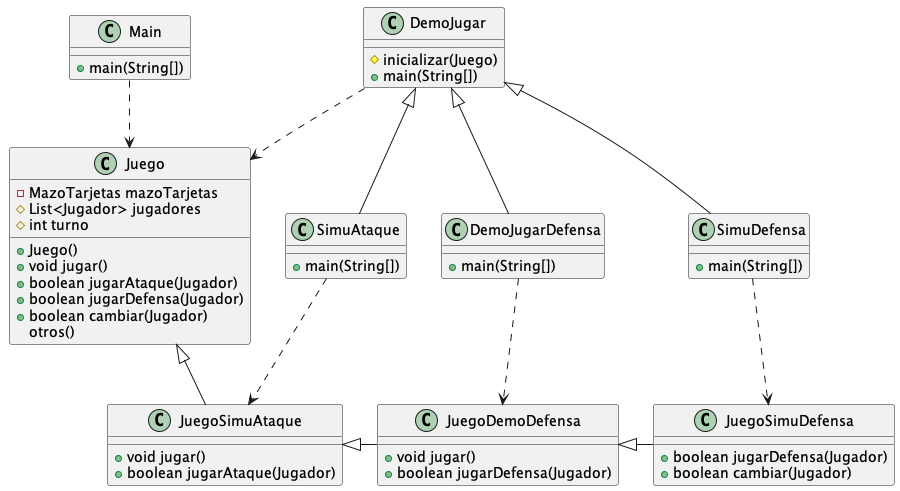 C Main
main(String[])
C DemoJugar
inicializar(Juego)
main(String[])
C Juego
MazoTarjetas mazoTarjetas
List<Jugador> jugadores
int turno
Juego()
void jugar()
boolean jugarAtaque(Jugador)
boolean jugarDefensa(Jugador)
boolean cambiar(Jugador)
otros()
C SimuAtaque
main(String[])
C DemoJugarDefensa
main(String[])
C SimuDefensa
main(String[])
C JuegoSimuAtaque
void jugar()
boolean jugarAtaque(Jugador)
C JuegoDemoDefensa
void jugar()
boolean jugarDefensa(Jugador)
C JuegoSimuDefensa
boolean jugarDefensa(Jugador)
boolean cambiar(Jugador)